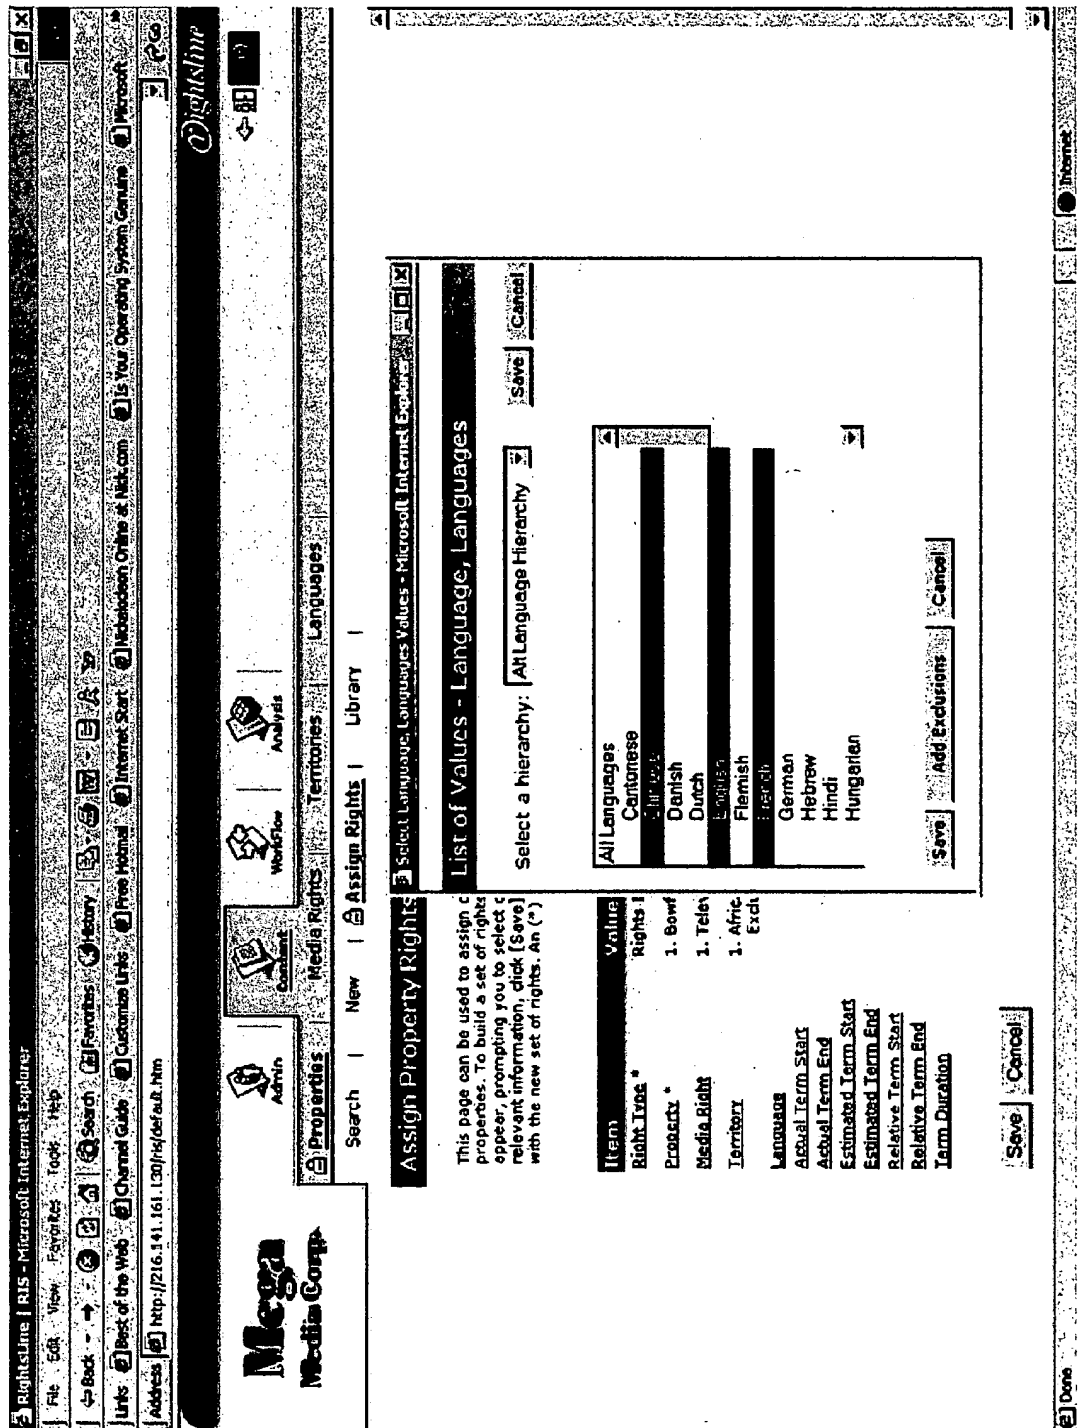 RightsLine | RIS - Microsoft Internet Explorer
File Edit View Favorites Tools Help
Back Search Favorites History
Links Best of the Web Channel Guide Customize Links Free Hotmail Internet Start Nickelodeon Online at Nick.com Is Your Operating System Genuine Microsoft
Address http://216.141.161.130/ris/default.htm
Rightsline
Mega
Media Corp.
Admin Content Workflow Analysis
Properties Media Rights Territories Languages
Search | New | Assign Rights | Library |
Assign Property Rights
This page can be used to assign c
properties. To build a set of rights
appear, prompting you to select c
relevant information, click [Save]
with the new set of rights. An (*)
Item Value
Right Type * Rights I
Property * 1. Bowf
Media Right 1. Telev
Territory 1. Afric
Exclu
Language
Actual Term Start
Actual Term End
Estimated Term Start
Estimated Term End
Relative Term Start
Relative Term End
Term Duration
Save Cancel
Select Language, Languages Values - Microsoft Internet Explorer
List of Values - Language, Languages
Select a hierarchy: All Language Hierarchy Save Cancel
All Languages
Cantonese
Danish
Dutch
English
Flemish
French
German
Hebrew
Hindi
Hungarian
Save Add Exclusions Cancel
Done Internet